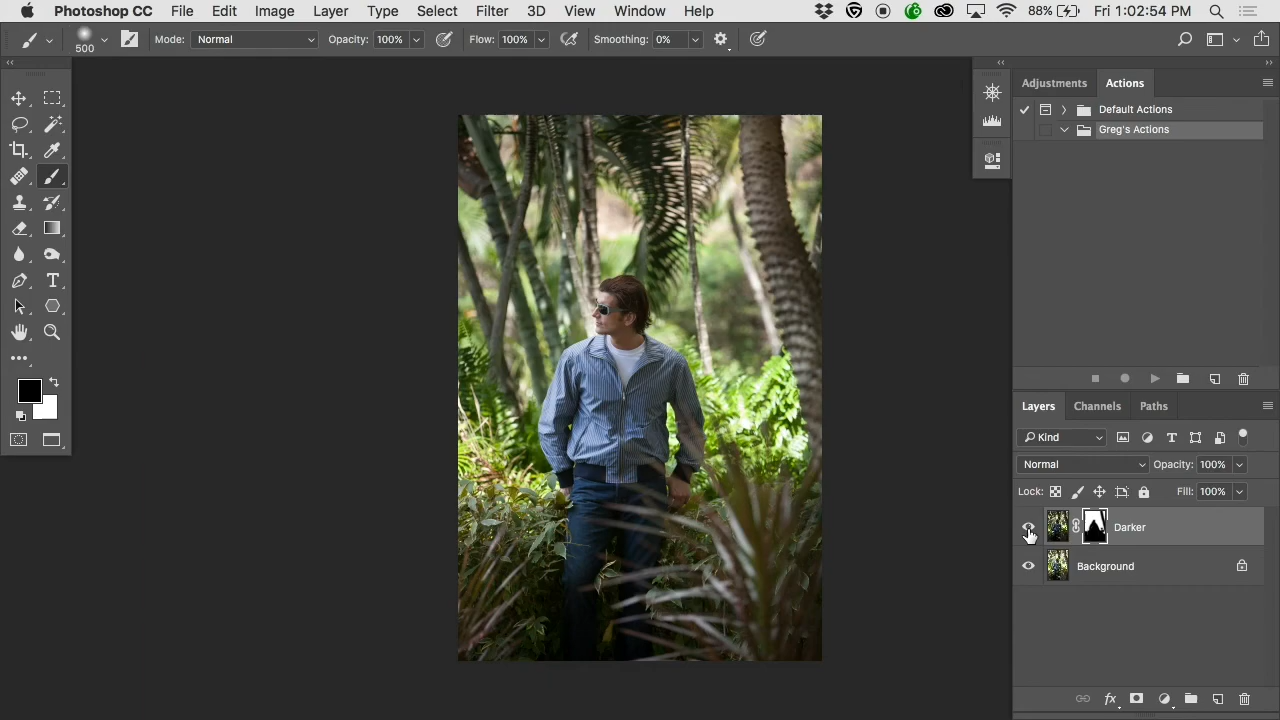 Photoshop CC File Edit Image Layer Type Select Filter 3D View Window Help 88% Fri 1:02:54 PM
500 Mode: Normal Opacity: 100% Flow: 100% Smoothing: 0%
Adjustments Actions
Default Actions
Greg's Actions
Layers Channels Paths
Kind
Normal Opacity: 100%
Lock: Fill: 100%
Darker
Background